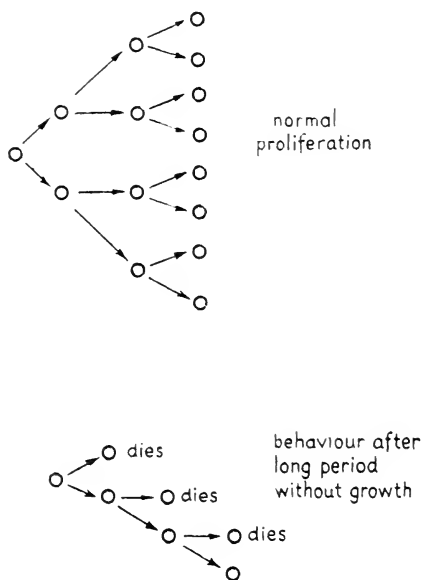 normal
proliferation
dies
behaviour after
long period
without growth
dies
dies